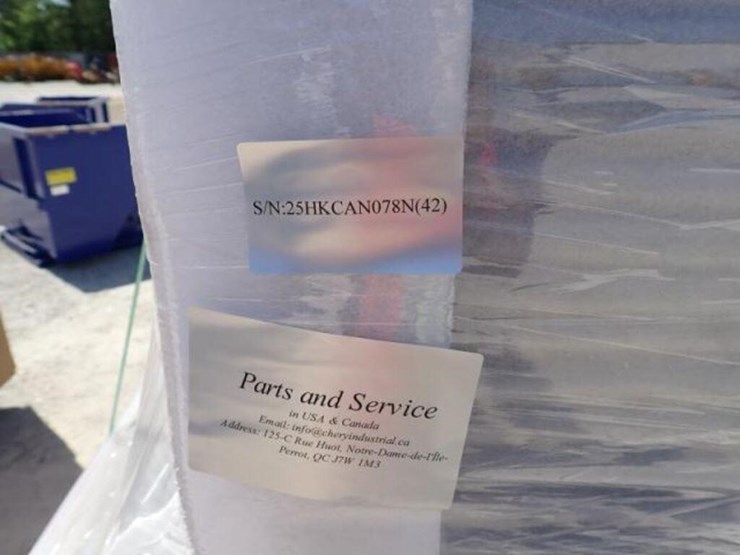 S/N:25HKCAN078N(42)
Parts and Service
in USA & Canada
Email: info@cheryindustrial.ca
Address: 125-C Rue Huot, Notre-Dame-de-l'Île-
Perrot, QC J7W 1M3